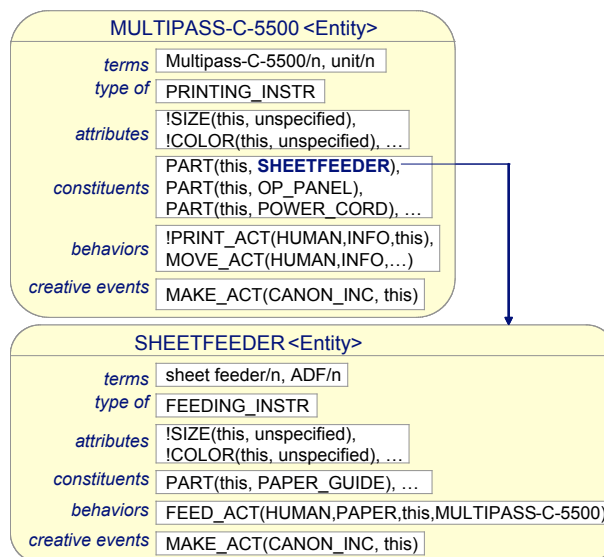 MULTIPASS-C-5500 <Entity>
terms Multipass-C-5500/n, unit/n
type of PRINTING_INSTR
attributes !SIZE(this, unspecified),
!COLOR(this, unspecified), …
constituents PART(this, SHEETFEEDER),
PART(this, OP_PANEL),
PART(this, POWER_CORD), …
behaviors !PRINT_ACT(HUMAN,INFO,this),
MOVE_ACT(HUMAN,INFO,…)
creative events MAKE_ACT(CANON_INC, this)
SHEETFEEDER <Entity>
terms sheet feeder/n, ADF/n
type of FEEDING_INSTR
attributes !SIZE(this, unspecified),
!COLOR(this, unspecified), …
constituents PART(this, PAPER_GUIDE), …
behaviors FEED_ACT(HUMAN,PAPER,this,MULTIPASS-C-5500)
creative events MAKE_ACT(CANON_INC, this)